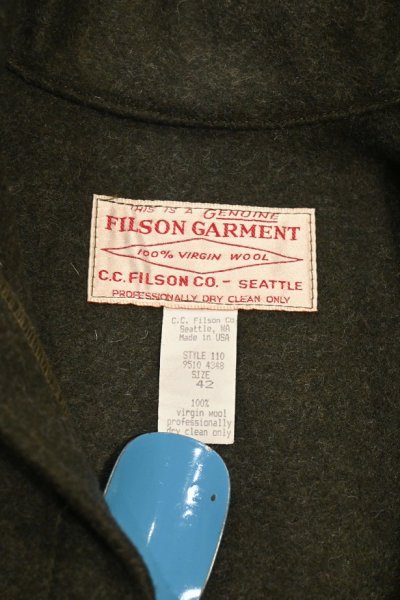 THIS IS A GENUINE
FILSON GARMENT
100% VIRGIN WOOL
C.C. FILSON CO. - SEATTLE
PROFESSIONALLY DRY CLEAN ONLY
C.C. Filson Co
Seattle, WA
Made in USA
STYLE 110
9510 4348
SIZE
42
100%
virgin wool
professionally
dry clean only